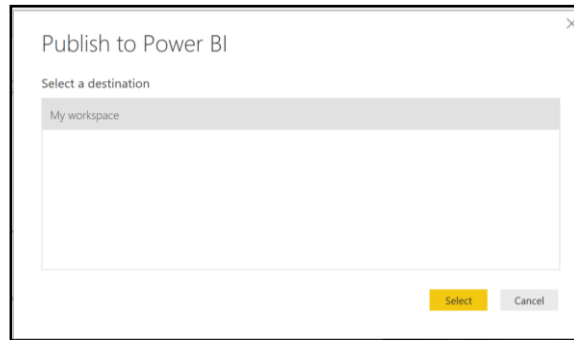 Publish to Power BI
Select a destination
My workspace
Select Cancel